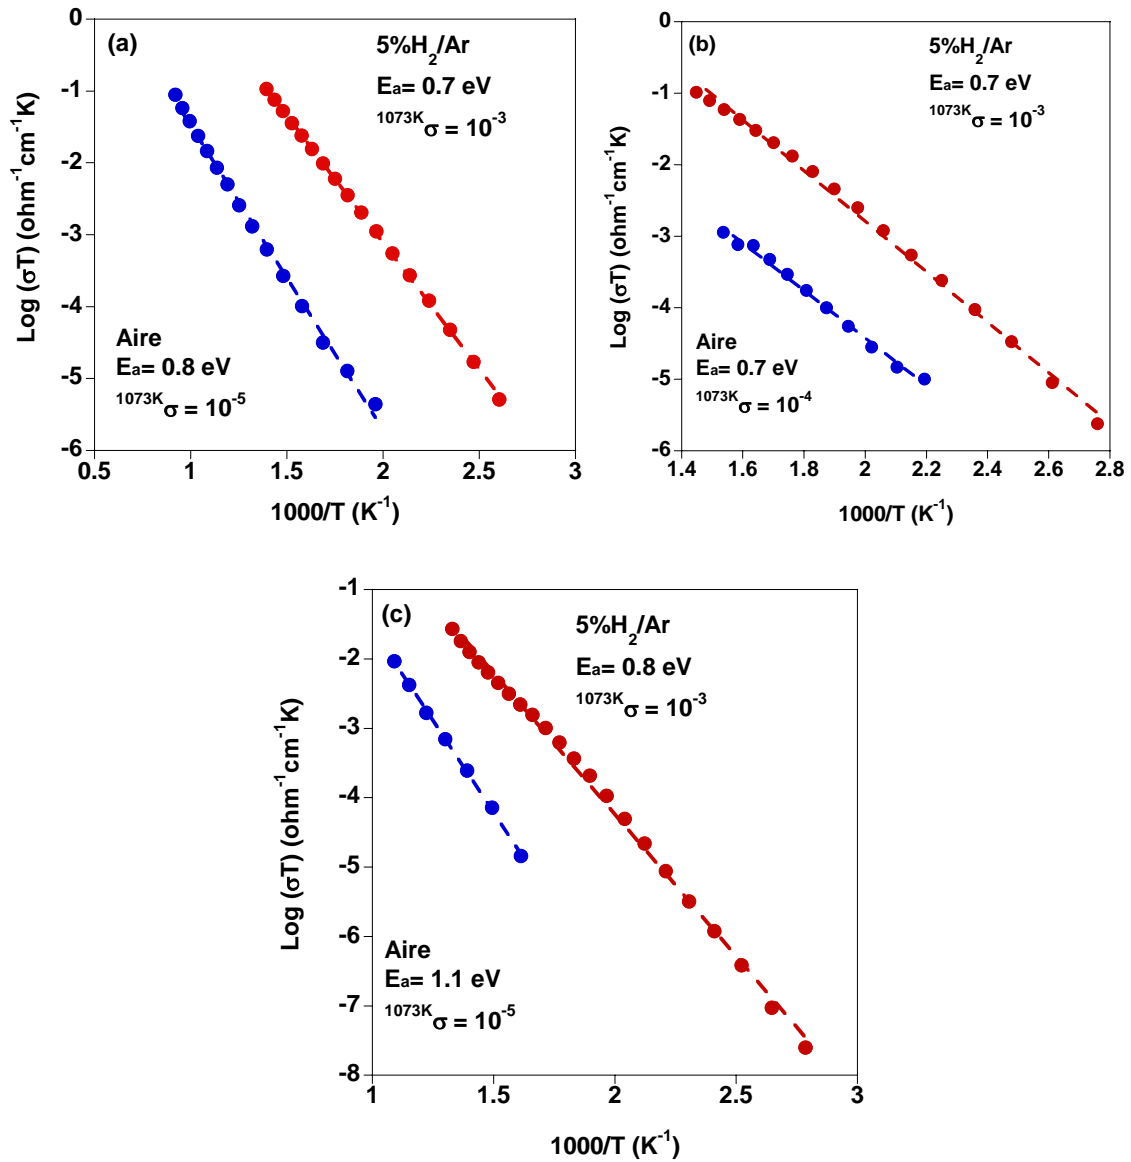 (a)
5%H₂/Ar
Eₐ= 0.7 eV
¹⁰⁷³ᴷσ = 10⁻³
Aire
Eₐ= 0.8 eV
¹⁰⁷³ᴷσ = 10⁻⁵
Log (σT) (ohm⁻¹cm⁻¹K)
0
-1
-2
-3
-4
-5
-6
0.5 1 1.5 2 2.5 3
1000/T (K⁻¹)
(b)
5%H₂/Ar
Eₐ= 0.7 eV
¹⁰⁷³ᴷσ = 10⁻³
Aire
Eₐ= 0.7 eV
¹⁰⁷³ᴷσ = 10⁻⁴
Log (σT) (ohm⁻¹cm⁻¹K)
0
-1
-2
-3
-4
-5
-6
1.4 1.6 1.8 2 2.2 2.4 2.6 2.8
1000/T (K⁻¹)
(c)
5%H₂/Ar
Eₐ= 0.8 eV
¹⁰⁷³ᴷσ = 10⁻³
Aire
Eₐ= 1.1 eV
¹⁰⁷³ᴷσ = 10⁻⁵
Log (σT) (ohm⁻¹cm⁻¹K)
-1
-2
-3
-4
-5
-6
-7
-8
1 1.5 2 2.5 3
1000/T (K⁻¹)